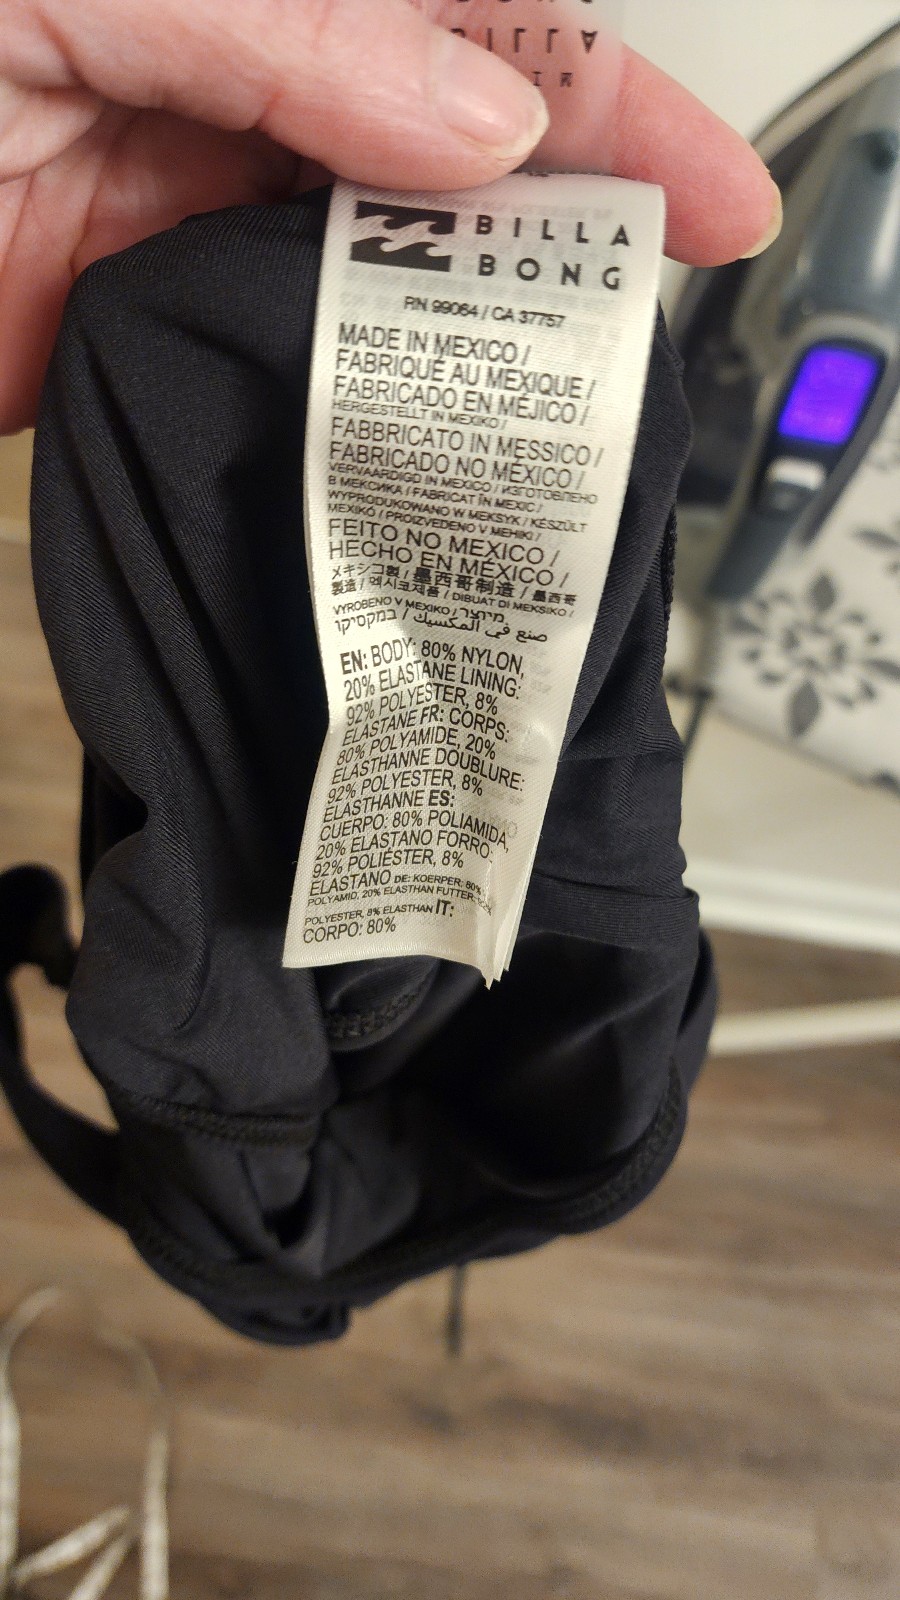 BILLA
BONG
RN 99064 / CA 37757
MADE IN MEXICO /
FABRIQUÉ AU MEXIQUE /
FABRICADO EN MÉJICO /
HERGESTELLT IN MEXIKO /
FABBRICATO IN MESSICO /
FABRICADO NO MÉXICO /
VERVAARDIGD IN MEXICO / ИЗГОТОВЛЕНО
В МЕКСИКА / FABRICAT ÎN MEXIC /
WYPRODUKOWANO W MEKSYK / KÉSZÜLT
MEXIKÓ / PROIZVEDENO V MEHIKI /
FEITO NO MEXICO /
HECHO EN MÉXICO /
メキシコ製 / 墨西哥制造 / 墨西哥
製造 / 멕시코제품 / DIBUAT DI MEKSIKO /
VYROBENO V MEXIKO / מיוצר
במקסיקו / صنع في المكسيك
EN: BODY: 80% NYLON,
20% ELASTANE LINING:
92% POLYESTER, 8%
ELASTANE FR: CORPS:
80% POLYAMIDE, 20%
ELASTHANNE DOUBLURE:
92% POLYESTER, 8%
ELASTHANNE ES:
CUERPO: 80% POLIAMIDA,
20% ELASTANO FORRO:
92% POLIÉSTER, 8%
ELASTANO DE: KOERPER: 80%
POLYAMID, 20% ELASTHAN FUTTER:
POLYESTER, 8% ELASTHAN IT:
CORPO: 80%